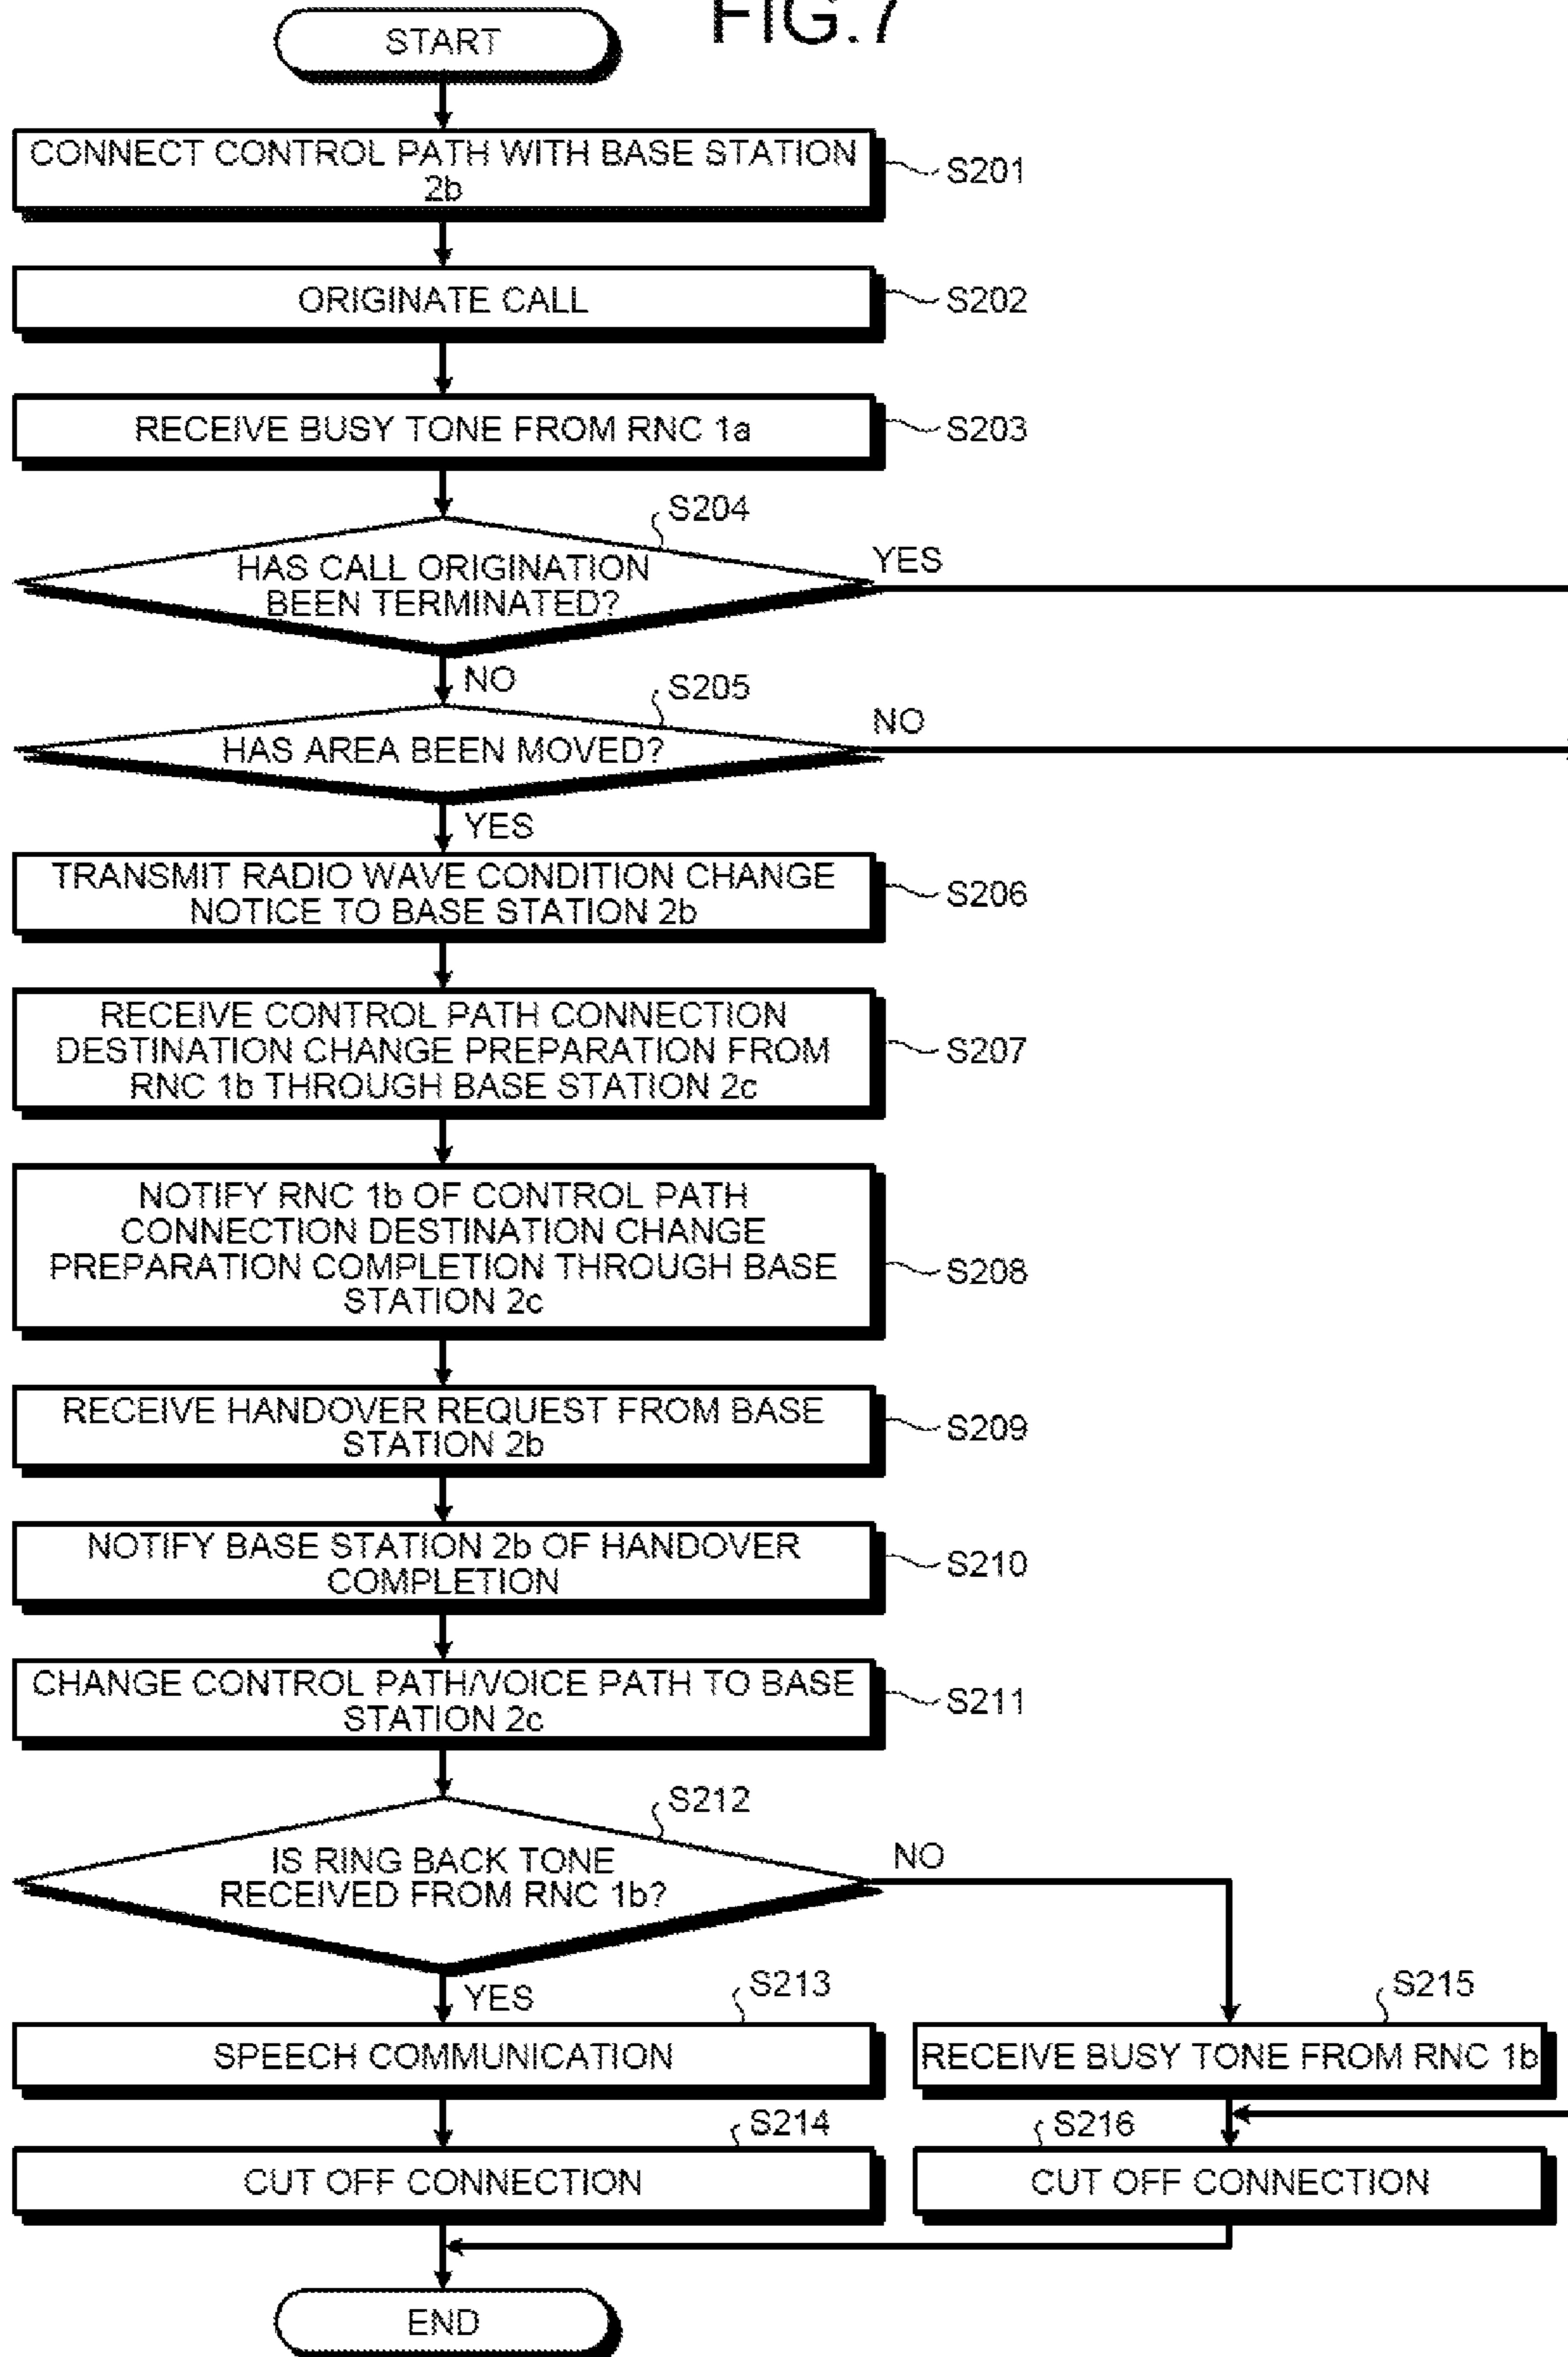 FIG.7
START
CONNECT CONTROL PATH WITH BASE STATION
2b
S201
ORIGINATE CALL
S202
RECEIVE BUSY TONE FROM RNC 1a
S203
S204
HAS CALL ORIGINATION
BEEN TERMINATED?
YES
NO
S205
HAS AREA BEEN MOVED?
NO
YES
TRANSMIT RADIO WAVE CONDITION CHANGE
NOTICE TO BASE STATION 2b
S206
RECEIVE CONTROL PATH CONNECTION
DESTINATION CHANGE PREPARATION FROM
RNC 1b THROUGH BASE STATION 2c
S207
NOTIFY RNC 1b OF CONTROL PATH
CONNECTION DESTINATION CHANGE
PREPARATION COMPLETION THROUGH BASE
STATION 2c
S208
RECEIVE HANDOVER REQUEST FROM BASE
STATION 2b
S209
NOTIFY BASE STATION 2b OF HANDOVER
COMPLETION
S210
CHANGE CONTROL PATH/VOICE PATH TO BASE
STATION 2c
S211
S212
IS RING BACK TONE
RECEIVED FROM RNC 1b?
NO
YES
S213
SPEECH COMMUNICATION
S215
RECEIVE BUSY TONE FROM RNC 1b
S214
CUT OFF CONNECTION
S216
CUT OFF CONNECTION
END